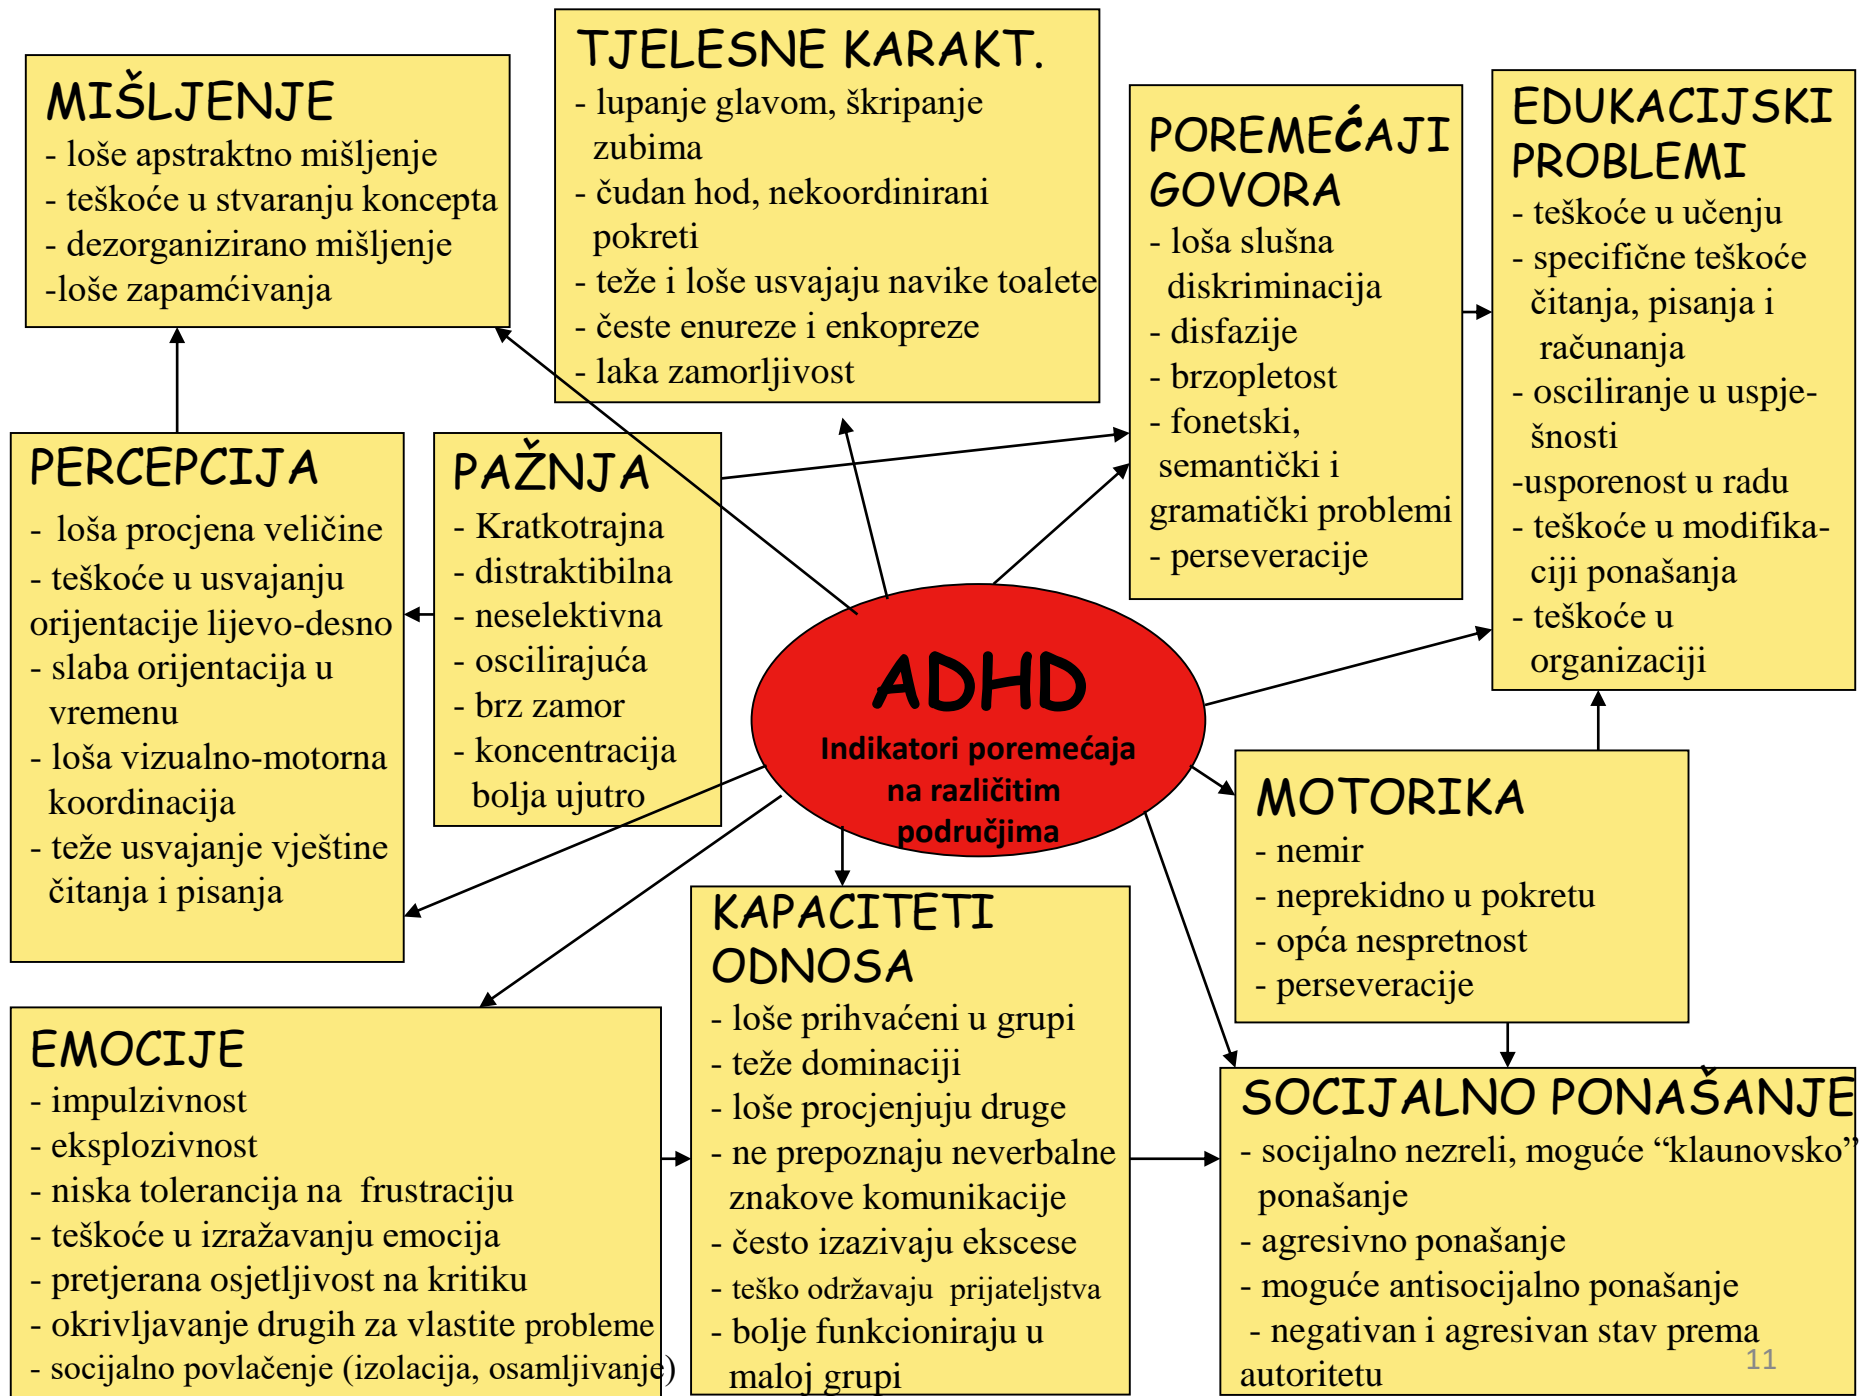 MIŠLJENJE
- loše apstraktno mišljenje
- teškoće u stvaranju koncepta
- dezorganizirano mišljenje
-loše zapamćivanja
TJELESNE KARAKT.
- lupanje glavom, škripanje
zubima
- čudan hod, nekoordinirani
pokreti
- teže i loše usvajaju navike toalete
- česte enureze i enkopreze
- laka zamorljivost
POREMEĆAJI
GOVORA
- loša slušna
diskriminacija
- disfazije
- brzopletost
- fonetski,
semantički i
gramatički problemi
- perseveracije
EDUKACIJSKI
PROBLEMI
- teškoće u učenju
- specifične teškoće
čitanja, pisanja i
računanja
- osciliranje u uspje-
šnosti
-usporenost u radu
- teškoće u modifika-
ciji ponašanja
- teškoće u
organizaciji
PERCEPCIJA
- loša procjena veličine
- teškoće u usvajanju
orijentacije lijevo-desno
- slaba orijentacija u
vremenu
- loša vizualno-motorna
koordinacija
- teže usvajanje vještine
čitanja i pisanja
PAŽNJA
- Kratkotrajna
- distraktibilna
- neselektivna
- oscilirajuća
- brz zamor
- koncentracija
bolja ujutro
ADHD
Indikatori poremećaja
na različitim
područjima
MOTORIKA
- nemir
- neprekidno u pokretu
- opća nespretnost
- perseveracije
EMOCIJE
- impulzivnost
- eksplozivnost
- niska tolerancija na frustraciju
- teškoće u izražavanju emocija
- pretjerana osjetljivost na kritiku
- okrivljavanje drugih za vlastite probleme
- socijalno povlačenje (izolacija, osamljivanje)
KAPACITETI
ODNOSA
- loše prihvaćeni u grupi
- teže dominaciji
- loše procjenjuju druge
- ne prepoznaju neverbalne
znakove komunikacije
- često izazivaju ekscese
- teško održavaju prijateljstva
- bolje funkcioniraju u
maloj grupi
SOCIJALNO PONAŠANJE
- socijalno nezreli, moguće “klaunovsko”
ponašanje
- agresivno ponašanje
- moguće antisocijalno ponašanje
- negativan i agresivan stav prema
autoritetu
11